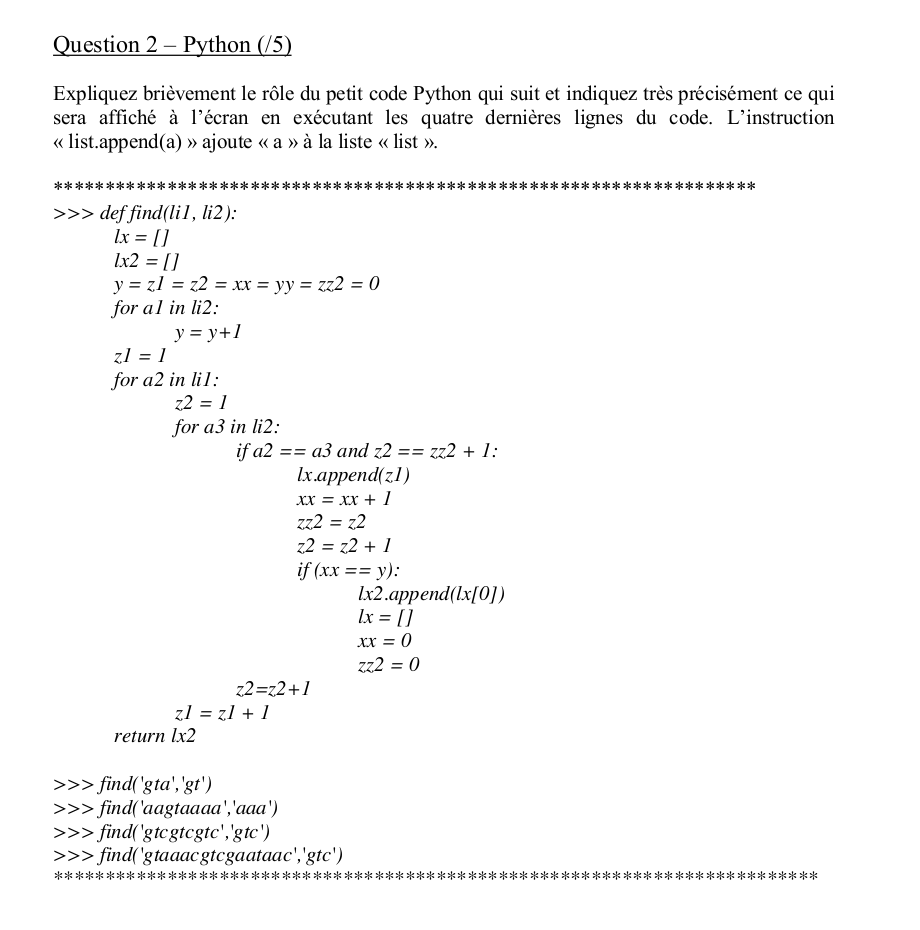 Question 2 – Python (/5)
Expliquez brièvement le rôle du petit code Python qui suit et indiquez très précisément ce qui
sera affiché à l'écran en exécutant les quatre dernières lignes du code. L'instruction
« list.append(a) » ajoute « a » à la liste « list ».
********************************************************************
>>> def find(li1, li2):
lx = []
lx2 = []
y = z1 = z2 = xx = yy = zz2 = 0
for a1 in li2:
y = y+1
z1 = 1
for a2 in li1:
z2 = 1
for a3 in li2:
if a2 == a3 and z2 == zz2 + 1:
lx.append(z1)
xx = xx + 1
zz2 = z2
z2 = z2 + 1
if (xx == y):
lx2.append(lx[0])
lx = []
xx = 0
zz2 = 0
z2=z2+1
z1 = z1 + 1
return lx2
>>> find('gta','gt')
>>> find('aagtaaaa','aaa')
>>> find('gtcgtcgtc','gtc')
>>> find('gtaaacgtcgaataac','gtc')
**************************************************************************